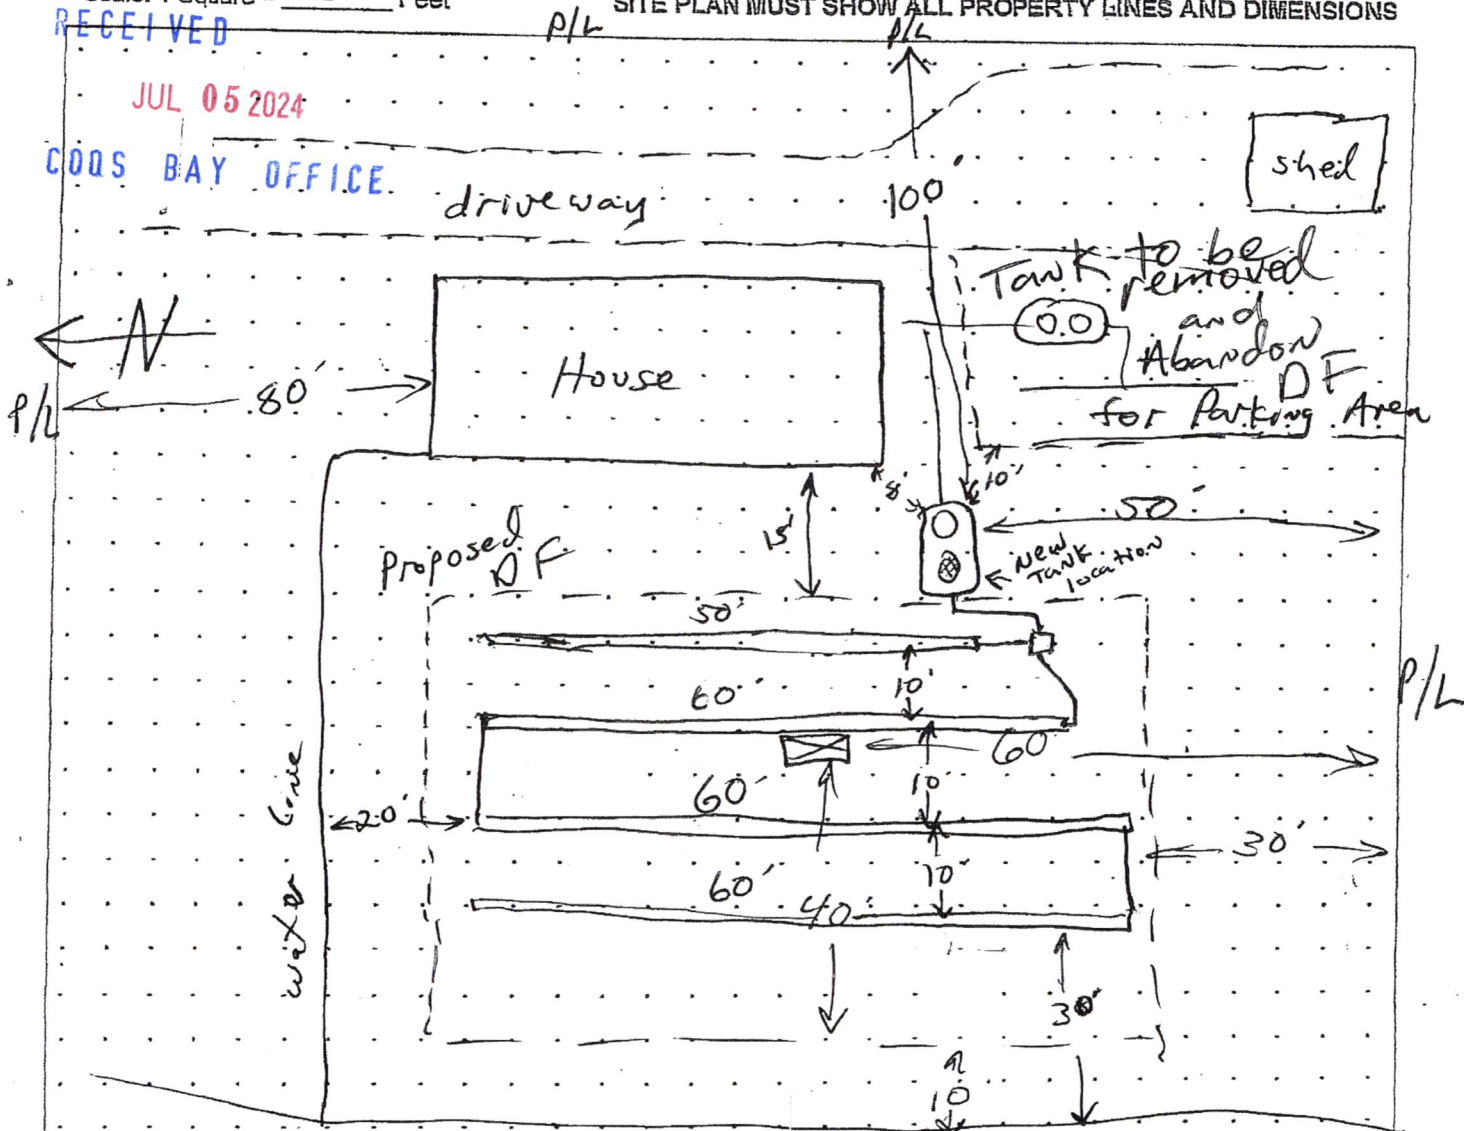 SITE PLAN MUST SHOW ALL PROPERTY LINES AND DIMENSIONS
RECEIVED
P/L
P/L
JUL 05 2024
COOS BAY OFFICE
driveway
100'
shed
Tank to be
removed
and
Abandon
DF
for Parking Area
N
House
80'
P/L
8'
10'
50'
15'
Proposed
DF
New
Tank
location
50'
10'
60'
P/L
60'
10'
60'
water line
20'
30'
10'
60'
40'
30'
10